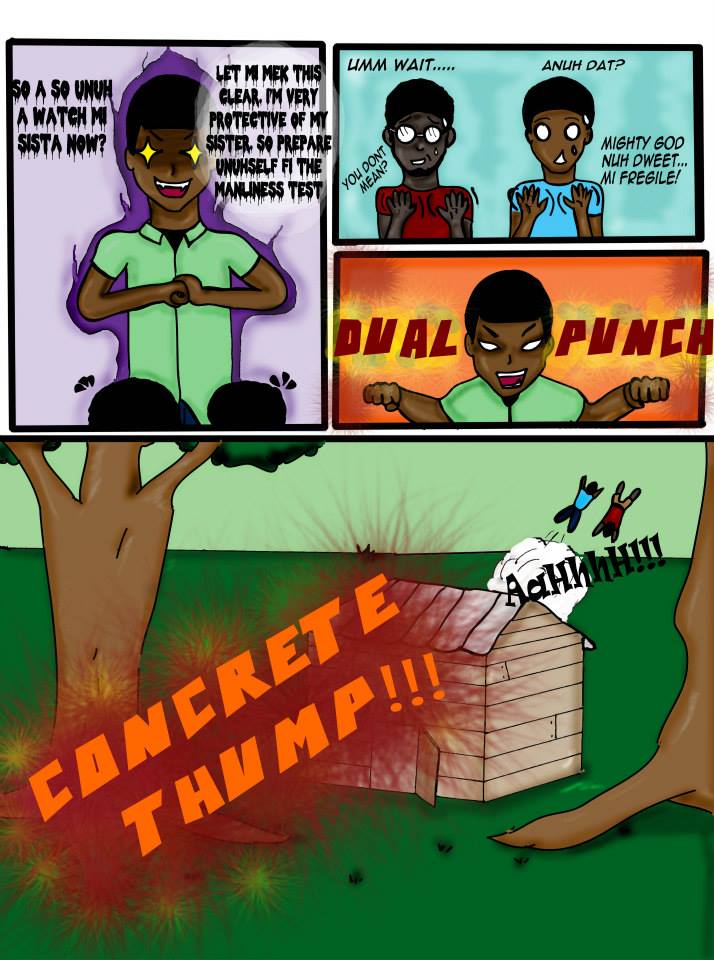 SO A SO UNUH
A WATCH MI
SISTA NOW?
LET MI MEK THIS
CLEAR, I'M VERY
PROTECTIVE OF MY
SISTER. SO PREPARE
UNUHSELF FI THE
MANLINESS TEST
UMM WAIT.....
YOU DONT
MEAN?
ANUH DAT?
MIGHTY GOD
NUH DWEET...
MI FREGILE!
DUAL PUNCH
AaHhhH!!!
CONCRETE
THUMP!!!